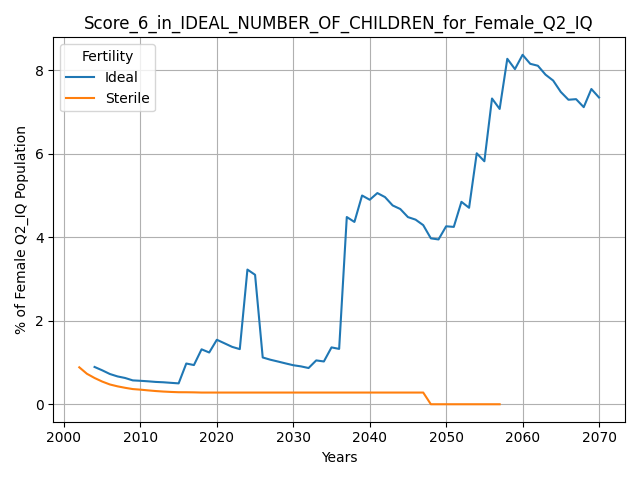 Score_6_in_IDEAL_NUMBER_OF_CHILDREN_for_Female_Q2_IQ
Fertility
Ideal
Sterile
% of Female Q2_IQ Population
8
6
4
2
0
2000 2010 2020 2030 2040 2050 2060 2070
Years